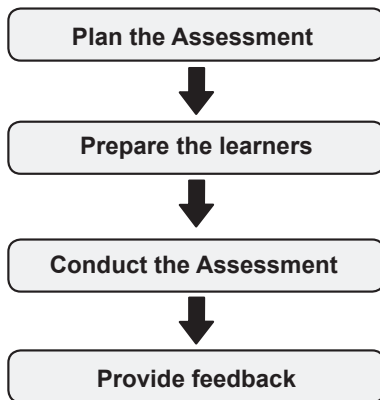 Plan the Assessment
Prepare the learners
Conduct the Assessment
Provide feedback